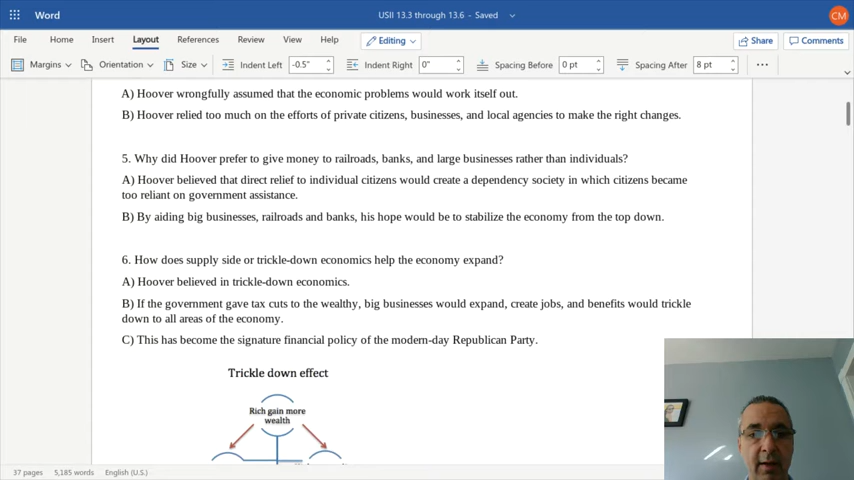 Word
USII 13.3 through 13.6 - Saved
CM
File Home Insert Layout References Review View Help Editing Share Comments
Margins Orientation Size Indent Left -0.5" Indent Right 0" Spacing Before 0 pt Spacing After 8 pt
A) Hoover wrongfully assumed that the economic problems would work itself out.
B) Hoover relied too much on the efforts of private citizens, businesses, and local agencies to make the right changes.
5. Why did Hoover prefer to give money to railroads, banks, and large businesses rather than individuals?
A) Hoover believed that direct relief to individual citizens would create a dependency society in which citizens became
too reliant on government assistance.
B) By aiding big businesses, railroads and banks, his hope would be to stabilize the economy from the top down.
6. How does supply side or trickle-down economics help the economy expand?
A) Hoover believed in trickle-down economics.
B) If the government gave tax cuts to the wealthy, big businesses would expand, create jobs, and benefits would trickle
down to all areas of the economy.
C) This has become the signature financial policy of the modern-day Republican Party.
Trickle down effect
Rich gain more
wealth
37 pages 5,185 words English (U.S.)